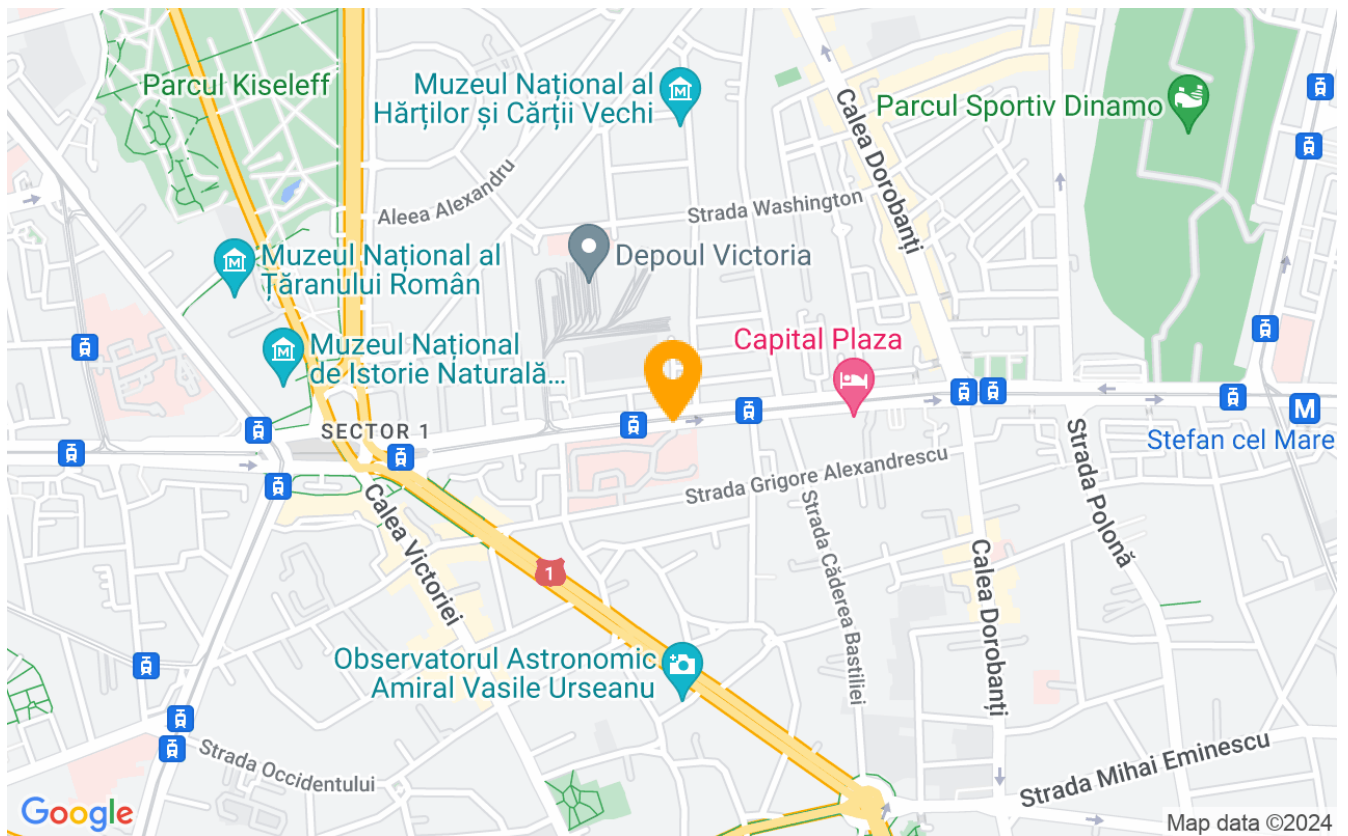 Parcul Kiseleff
Muzeul Național al
Hărților și Cărții Vechi
Calea Dorobanți
Parcul Sportiv Dinamo
Aleea Alexandru
Strada Washington
Muzeul Național al
Țăranului Român
Depoul Victoria
Muzeul Național
de Istorie Naturală...
Capital Plaza
SECTOR 1
M
Stefan cel Mare
Strada Polonă
Strada Grigore Alexandrescu
Calea Victoriei
Strada Căderea Bastiliei
Calea Dorobanți
1
Observatorul Astronomic
Amiral Vasile Urseanu
Strada Occidentului
Strada Mihai Eminescu
Google
Map data ©2024